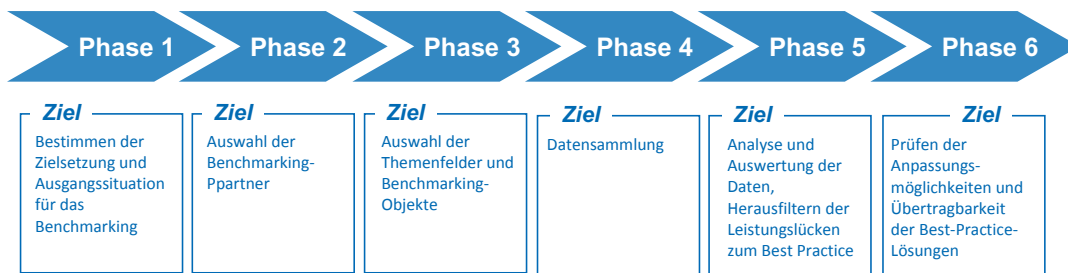 Phase 1 Phase 2 Phase 3 Phase 4 Phase 5 Phase 6
Ziel
Bestimmen der
Zielsetzung und
Ausgangssituation
für das
Benchmarking
Ziel
Auswahl der
Benchmarking-
Ppartner
Ziel
Auswahl der
Themenfelder und
Benchmarking-
Objekte
Ziel
Datensammlung
Ziel
Analyse und
Auswertung der
Daten,
Herausfiltern der
Leistungslücken
zum Best Practice
Ziel
Prüfen der
Anpassungs-
möglichkeiten und
Übertragbarkeit
der Best-Practice-
Lösungen